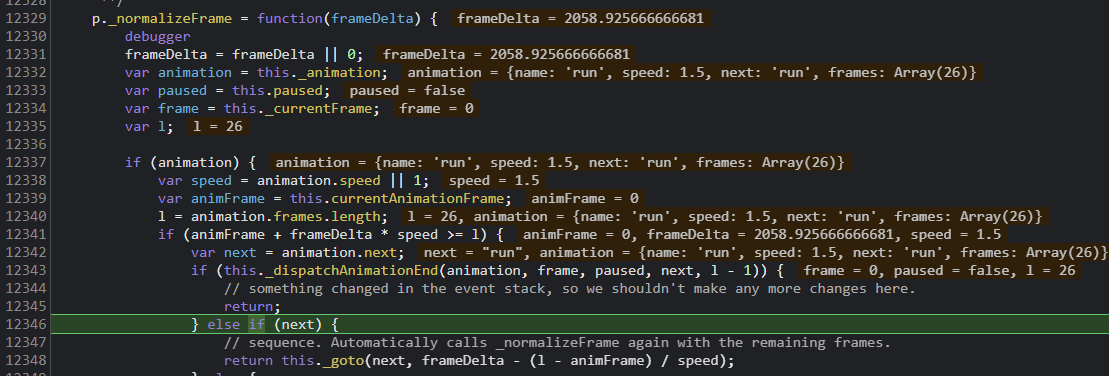 12328 **/
12329 p._normalizeFrame = function(frameDelta) { frameDelta = 2058.925666666681
12330 debugger
12331 frameDelta = frameDelta || 0; frameDelta = 2058.925666666681
12332 var animation = this._animation; animation = {name: 'run', speed: 1.5, next: 'run', frames: Array(26)}
12333 var paused = this.paused; paused = false
12334 var frame = this._currentFrame; frame = 0
12335 var l; l = 26
12336
12337 if (animation) { animation = {name: 'run', speed: 1.5, next: 'run', frames: Array(26)}
12338 var speed = animation.speed || 1; speed = 1.5
12339 var animFrame = this.currentAnimationFrame; animFrame = 0
12340 l = animation.frames.length; l = 26, animation = {name: 'run', speed: 1.5, next: 'run', frames: Array(26)}
12341 if (animFrame + frameDelta * speed >= l) { animFrame = 0, frameDelta = 2058.925666666681, speed = 1.5
12342 var next = animation.next; next = "run", animation = {name: 'run', speed: 1.5, next: 'run', frames: Array(26)}
12343 if (this._dispatchAnimationEnd(animation, frame, paused, next, l - 1)) { frame = 0, paused = false, l = 26
12344 // something changed in the event stack, so we shouldn't make any more changes here.
12345 return;
12346 } else if (next) {
12347 // sequence. Automatically calls _normalizeFrame again with the remaining frames.
12348 return this._goto(next, frameDelta - (l - animFrame) / speed);
12349 } else {